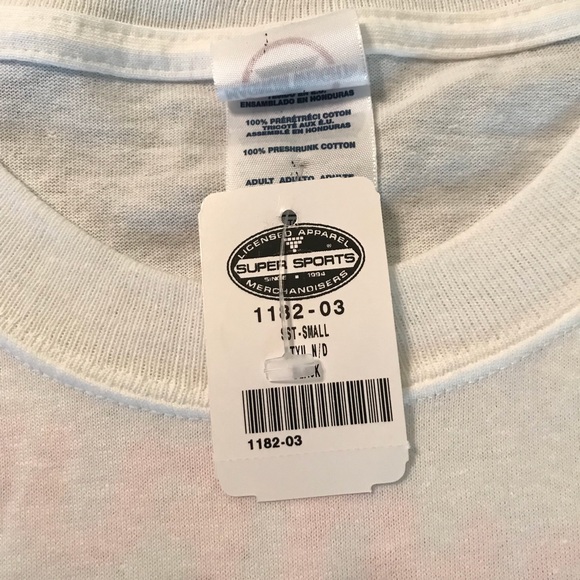 ENSAMBLADO EN HONDURAS
100% PRÉRÉTRÉCI COTON
TRICOTÉ AUX É.U.
ASSEMBLÉ EN HONDURAS
100% PRESHRUNK COTTON
ADULT ADULTO ADULTE
LICENSED APPAREL
SUPER SPORTS
SINCE 1994
MERCHANDISERS
1182-03
SST-SMALL
N/D
1182-03